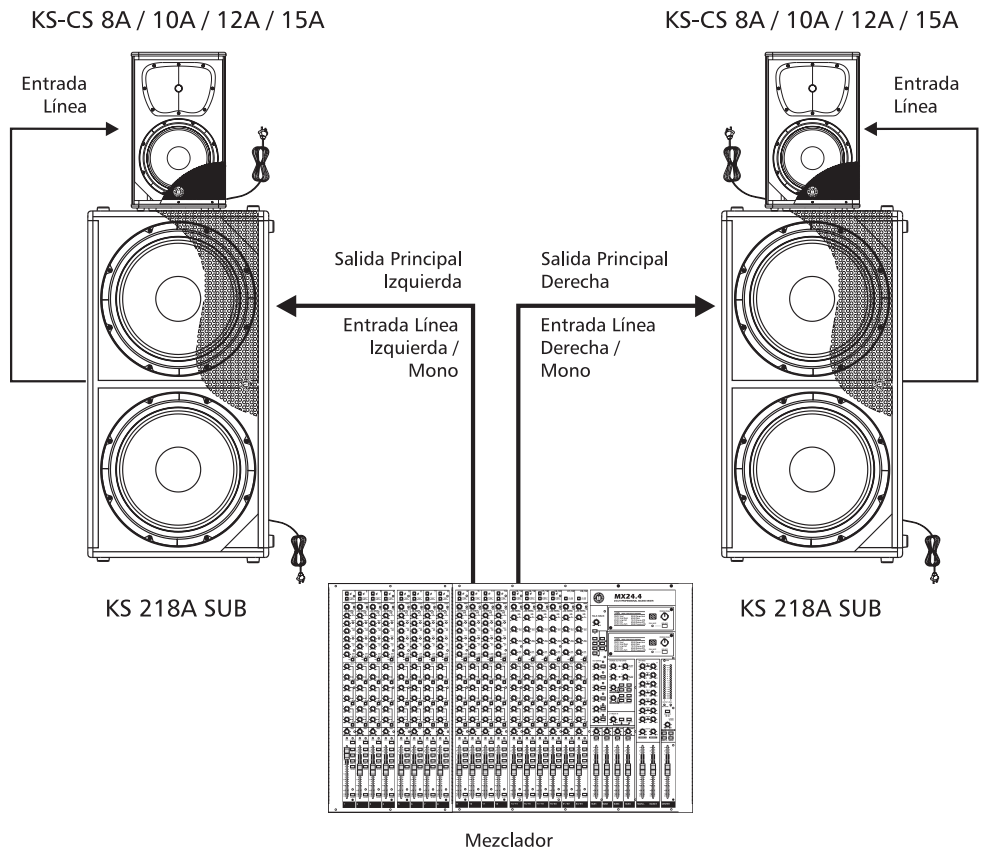 KS-CS 8A / 10A / 12A / 15A
KS-CS 8A / 10A / 12A / 15A
Entrada
Línea
Entrada
Línea
Salida Principal
Izquierda
Salida Principal
Derecha
Entrada Línea
Izquierda /
Mono
Entrada Línea
Derecha /
Mono
KS 218A SUB
KS 218A SUB
MX24.4
Mezclador